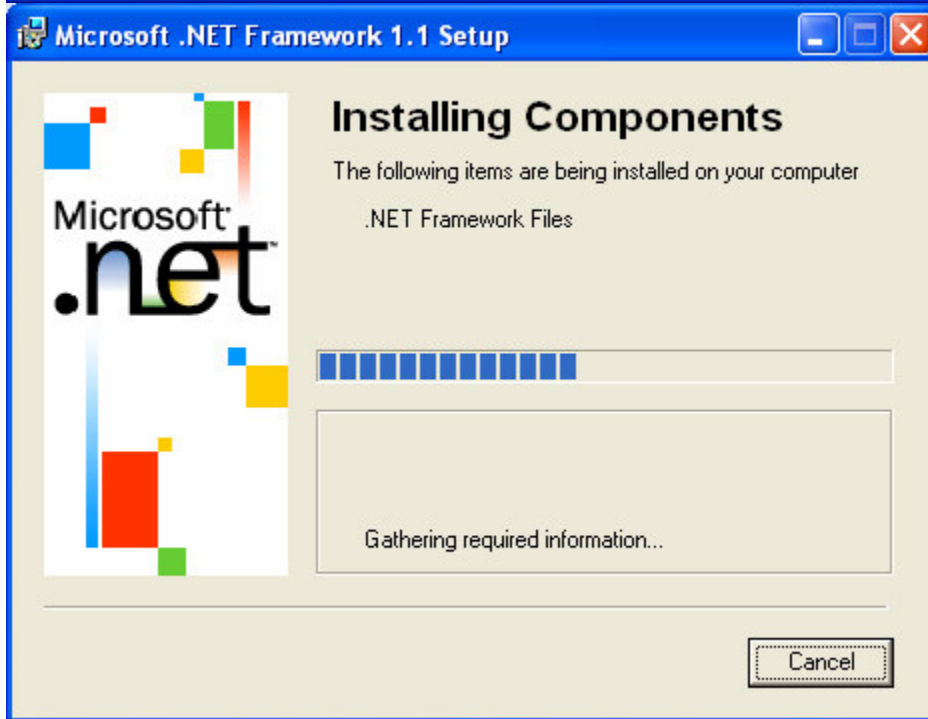 Microsoft .NET Framework 1.1 Setup
Installing Components
The following items are being installed on your computer
.NET Framework Files
Microsoft
.net
Gathering required information...
Cancel